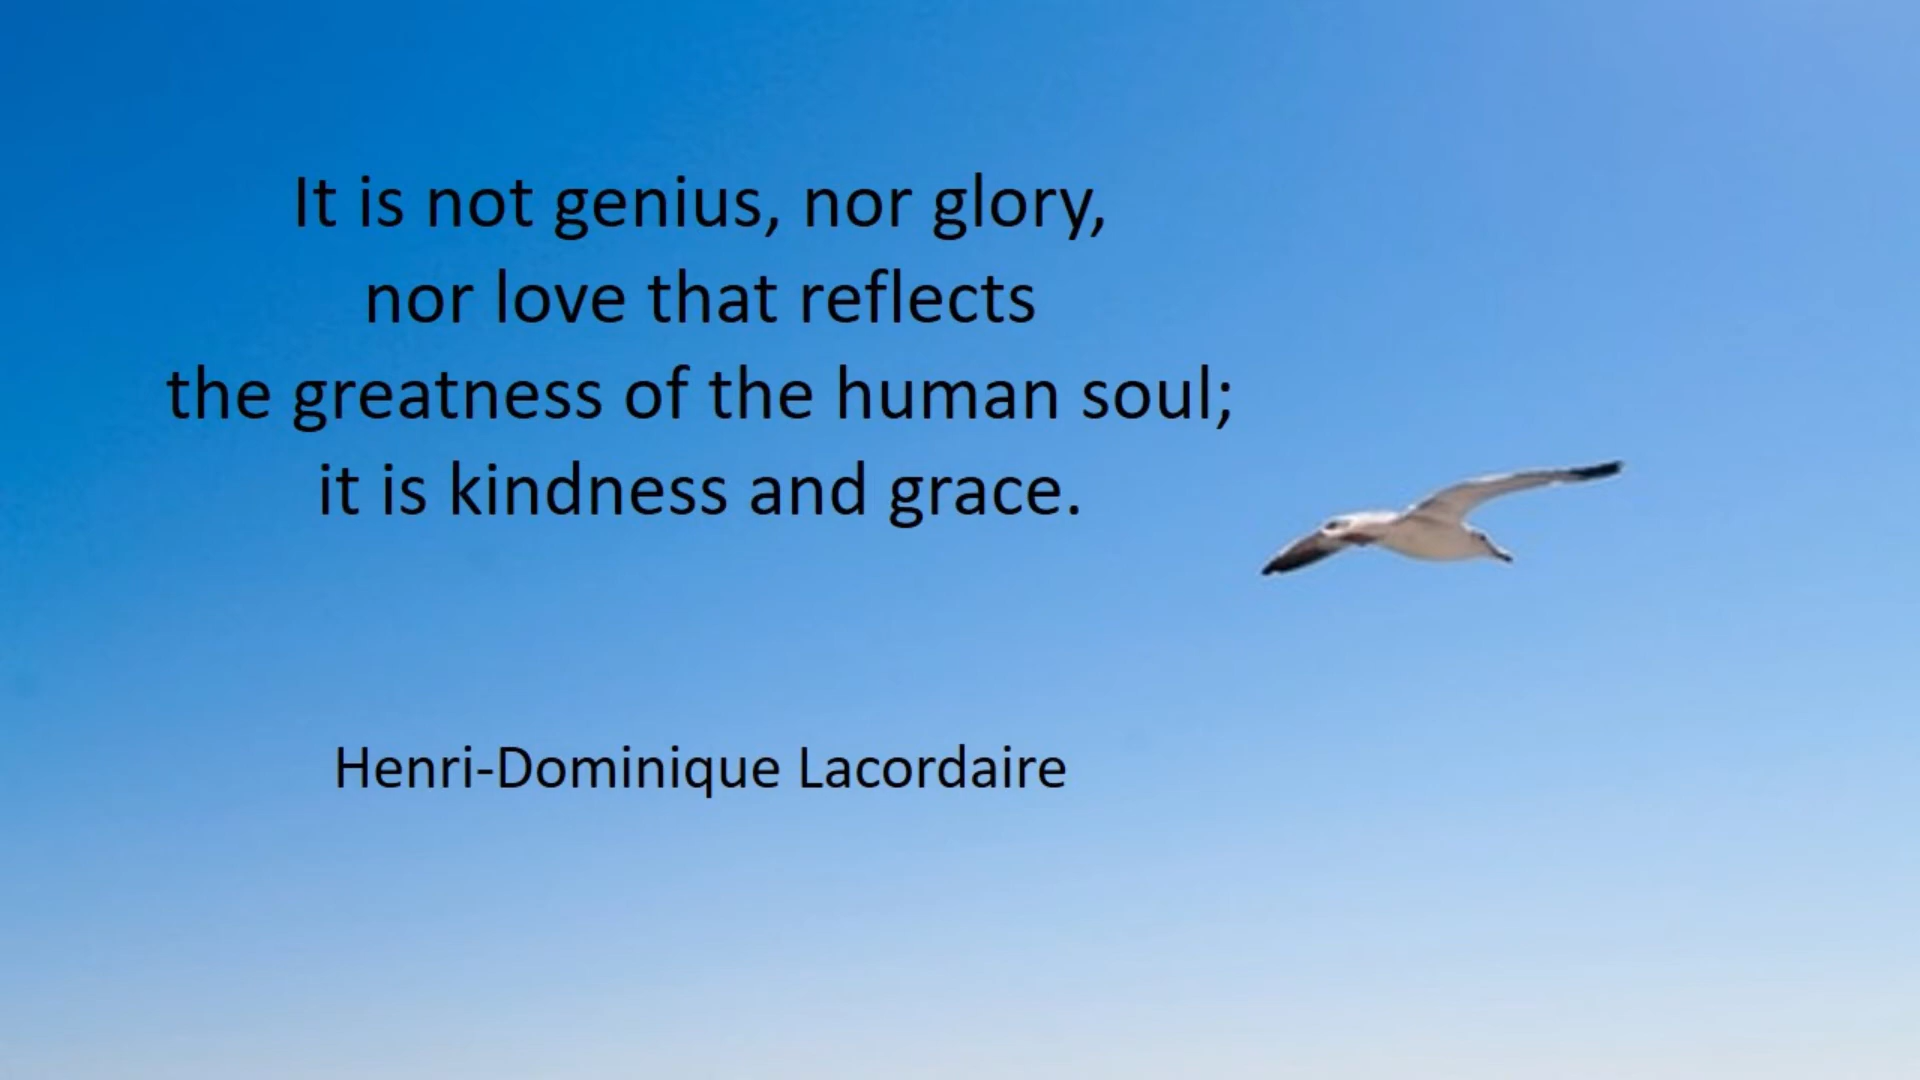 It is not genius, nor glory,
nor love that reflects
the greatness of the human soul;
it is kindness and grace.
Henri-Dominique Lacordaire